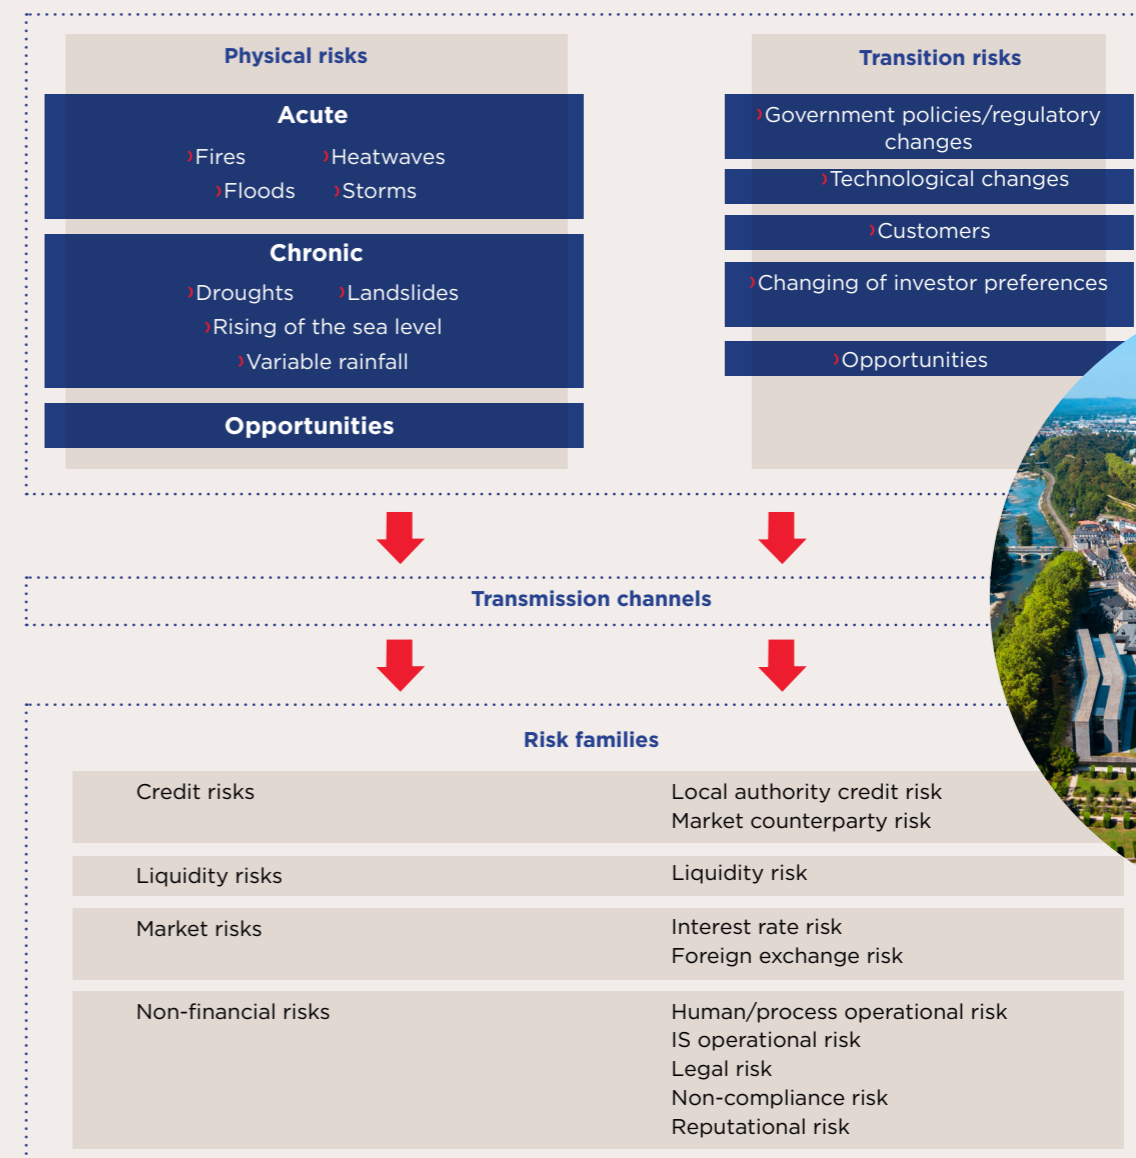 Physical risks
Acute
Fires Heatwaves
Floods Storms
Chronic
Droughts Landslides
Rising of the sea level
Variable rainfall
Opportunities
Transition risks
Government policies/regulatory
changes
Technological changes
Customers
Changing of investor preferences
Opportunities
Transmission channels
Risk families
Credit risks
Local authority credit risk
Market counterparty risk
Liquidity risks
Liquidity risk
Market risks
Interest rate risk
Foreign exchange risk
Non-financial risks
Human/process operational risk
IS operational risk
Legal risk
Non-compliance risk
Reputational risk